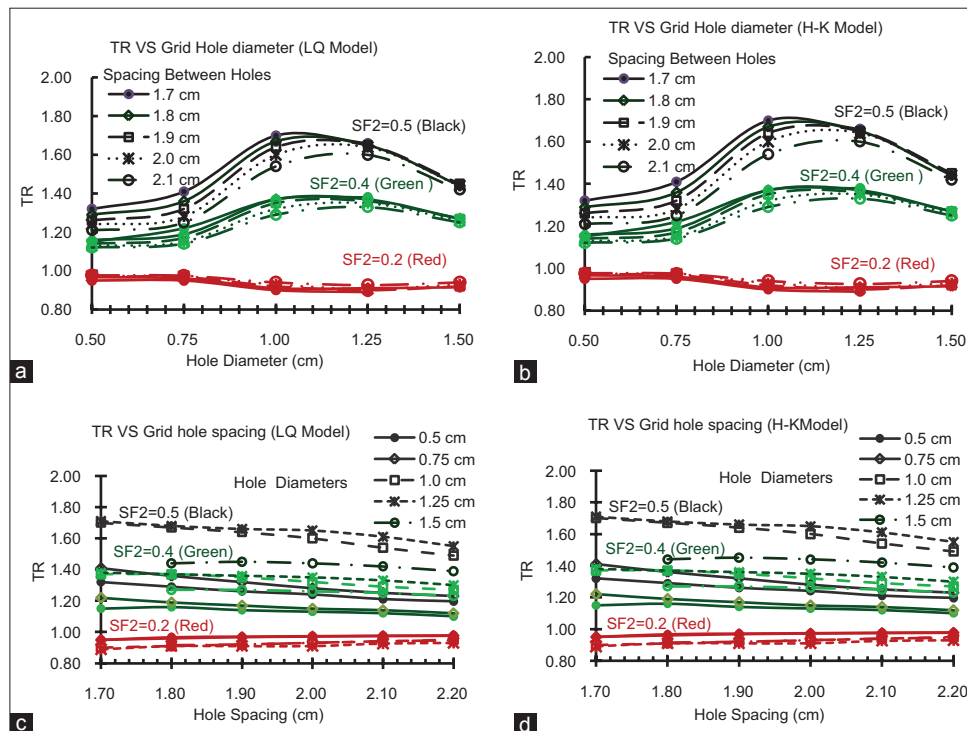 TR VS Grid Hole diameter (LQ Model)
2.00
1.80
1.60
1.40
1.20
1.00
0.80
TR
Spacing Between Holes
1.7 cm
1.8 cm
1.9 cm
2.0 cm
2.1 cm
SF2=0.5 (Black)
SF2=0.4 (Green )
SF2=0.2 (Red)
0.50 0.75 1.00 1.25 1.50
Hole Diameter (cm)
a
TR VS Grid Hole diameter (H-K Model)
2.00
1.80
1.60
1.40
1.20
1.00
0.80
TR
Spacing Between Holes
1.7 cm
1.8 cm
1.9 cm
2.0 cm
2.1 cm
SF2=0.5 (Black)
SF2=0.4 (Green )
SF2=0.2 (Red)
0.50 0.75 1.00 1.25 1.50
Hole Diameter (cm)
b
TR VS Grid hole spacing (LQ Model)
2.00
1.80
1.60
1.40
1.20
1.00
0.80
TR
0.5 cm
0.75 cm
1.0 cm
1.25 cm
1.5 cm
Hole Diameters
SF2=0.5 (Black)
SF2=0.4 (Green)
SF2=0.2 (Red)
1.70 1.80 1.90 2.00 2.10 2.20
Hole Spacing (cm)
c
TR VS Grid hole spacing (H-KModel)
2.00
1.80
1.60
1.40
1.20
1.00
0.80
TR
0.5 cm
0.75 cm
1.0 cm
1.25 cm
1.5 cm
Hole Diameters
SF2=0.5 (Black)
SF2=0.4 (Green)
SF2=0.2 (Red)
1.70 1.80 1.90 2.00 2.10 2.20
Hole Spacing (cm)
d